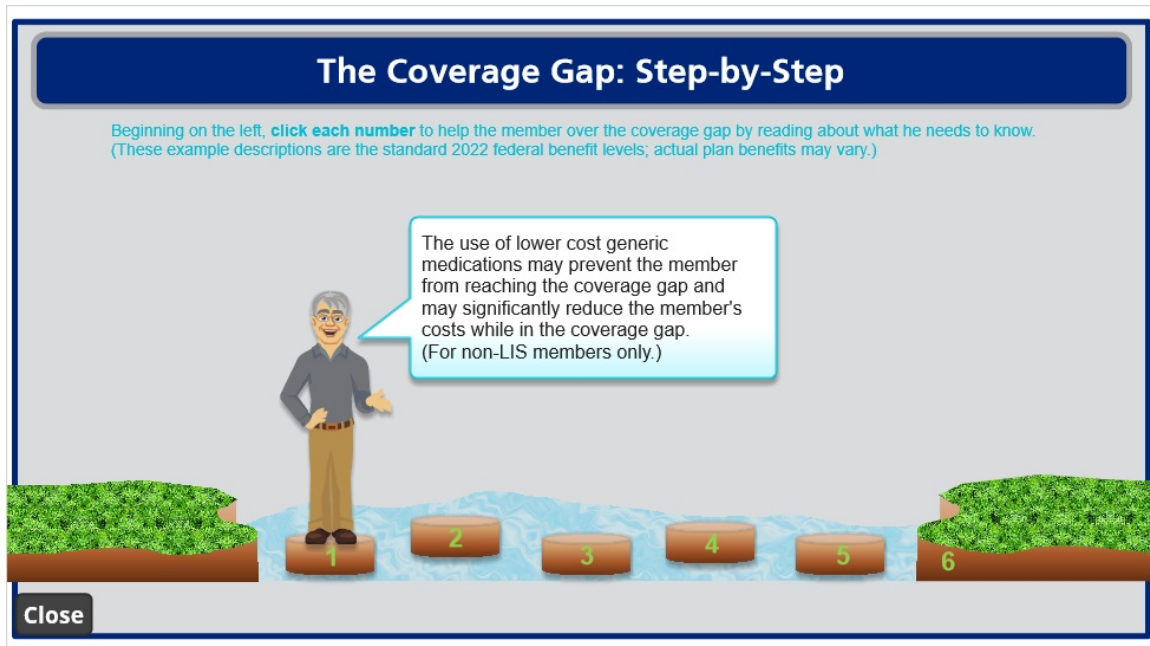 The Coverage Gap: Step-by-Step
Beginning on the left, click each number to help the member over the coverage gap by reading about what he needs to know.
(These example descriptions are the standard 2022 federal benefit levels; actual plan benefits may vary.)
The use of lower cost generic
medications may prevent the member
from reaching the coverage gap and
may significantly reduce the member's
costs while in the coverage gap.
(For non-LIS members only.)
1
2
3
4
5
6
Close